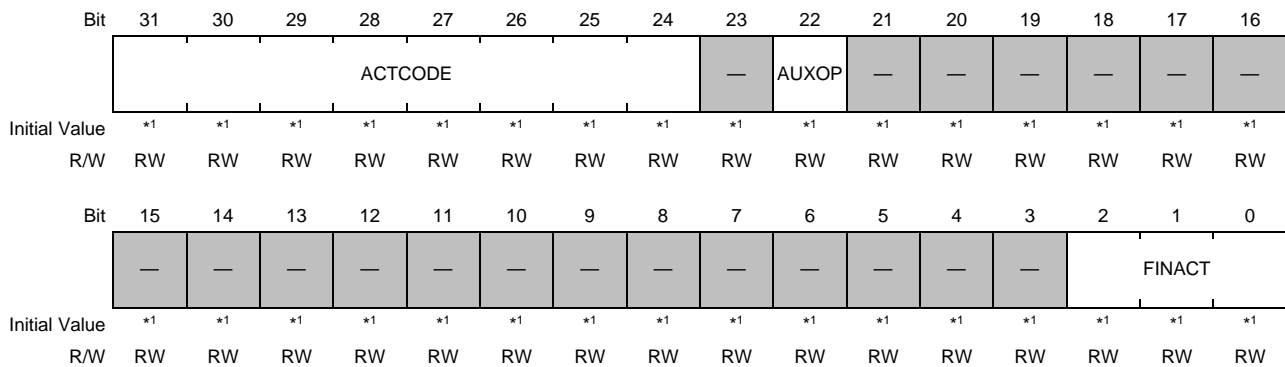 Bit 31 30 29 28 27 26 25 24 23 22 21 20 19 18 17 16
ACTCODE — AUXOP — — — — — —
Initial Value *1 *1 *1 *1 *1 *1 *1 *1 *1 *1 *1 *1 *1 *1 *1 *1
R/W RW RW RW RW RW RW RW RW RW RW RW RW RW RW RW RW
Bit 15 14 13 12 11 10 9 8 7 6 5 4 3 2 1 0
— — — — — — — — — — — — — FINACT
Initial Value *1 *1 *1 *1 *1 *1 *1 *1 *1 *1 *1 *1 *1 *1 *1 *1
R/W RW RW RW RW RW RW RW RW RW RW RW RW RW RW RW RW